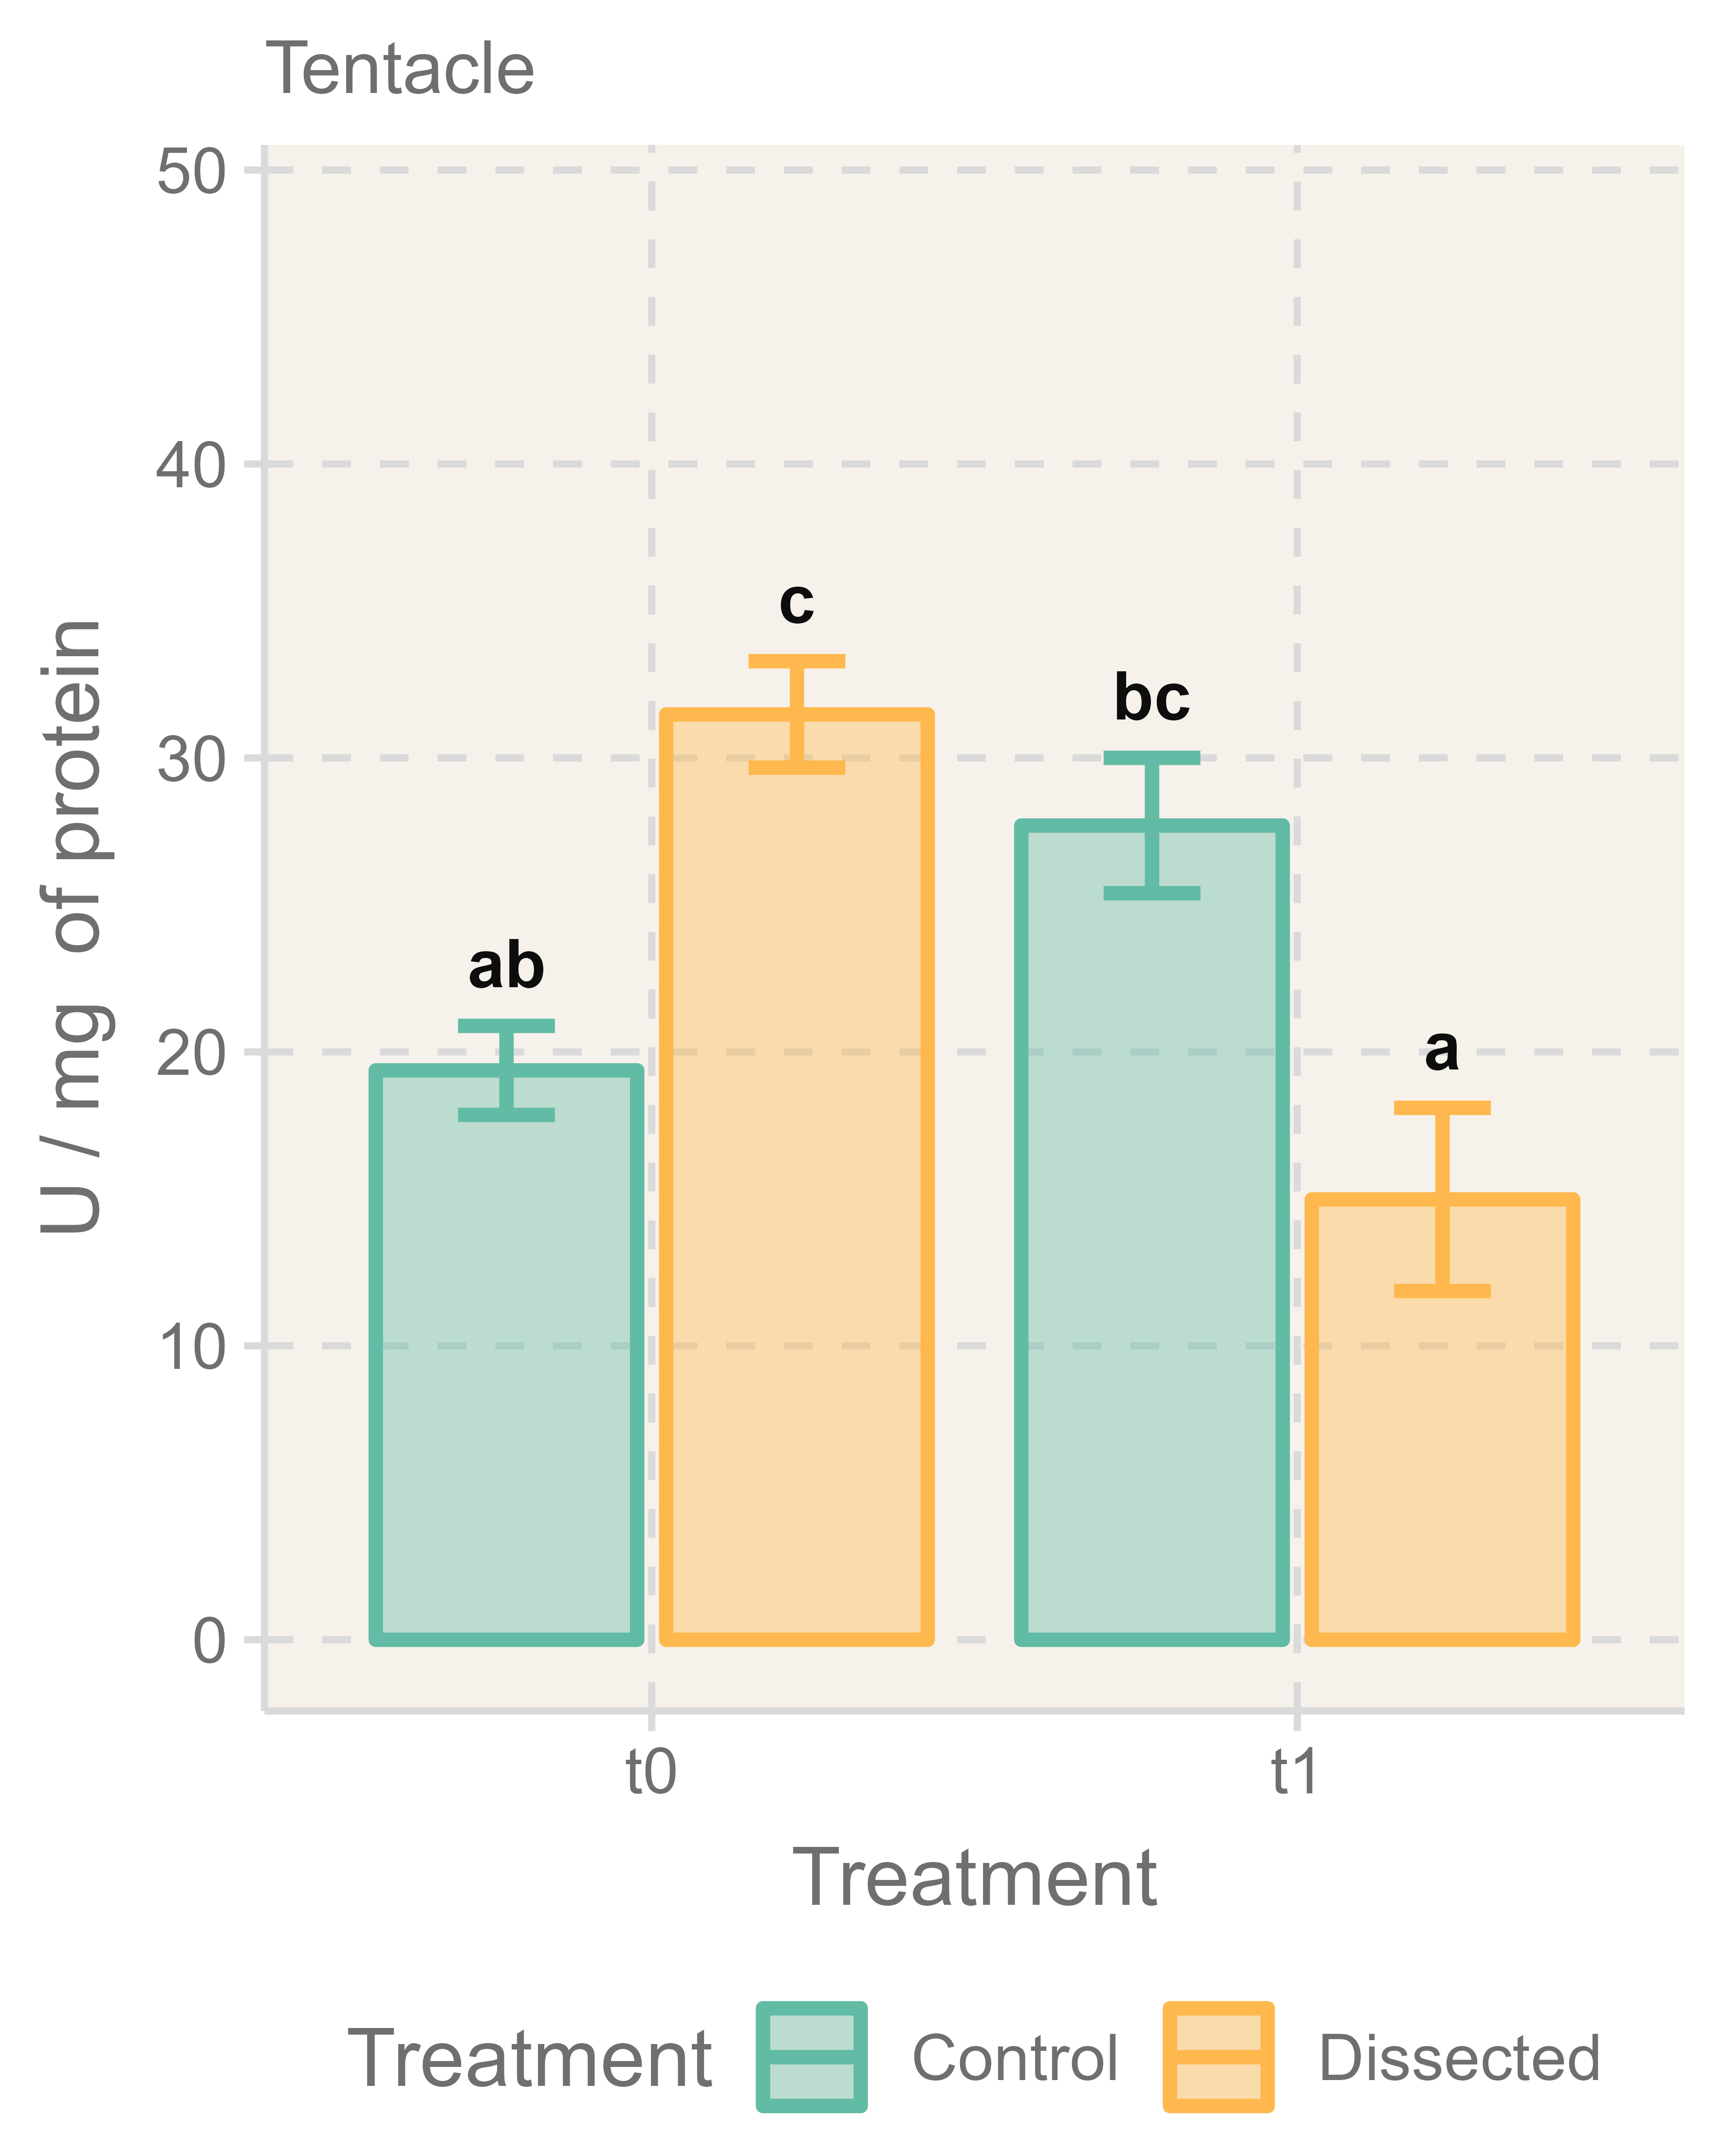 Tentacle
50
40
30
20
10
0
U / mg of protein
c
bc
ab
a
t0 t1
Treatment
Treatment Control Dissected